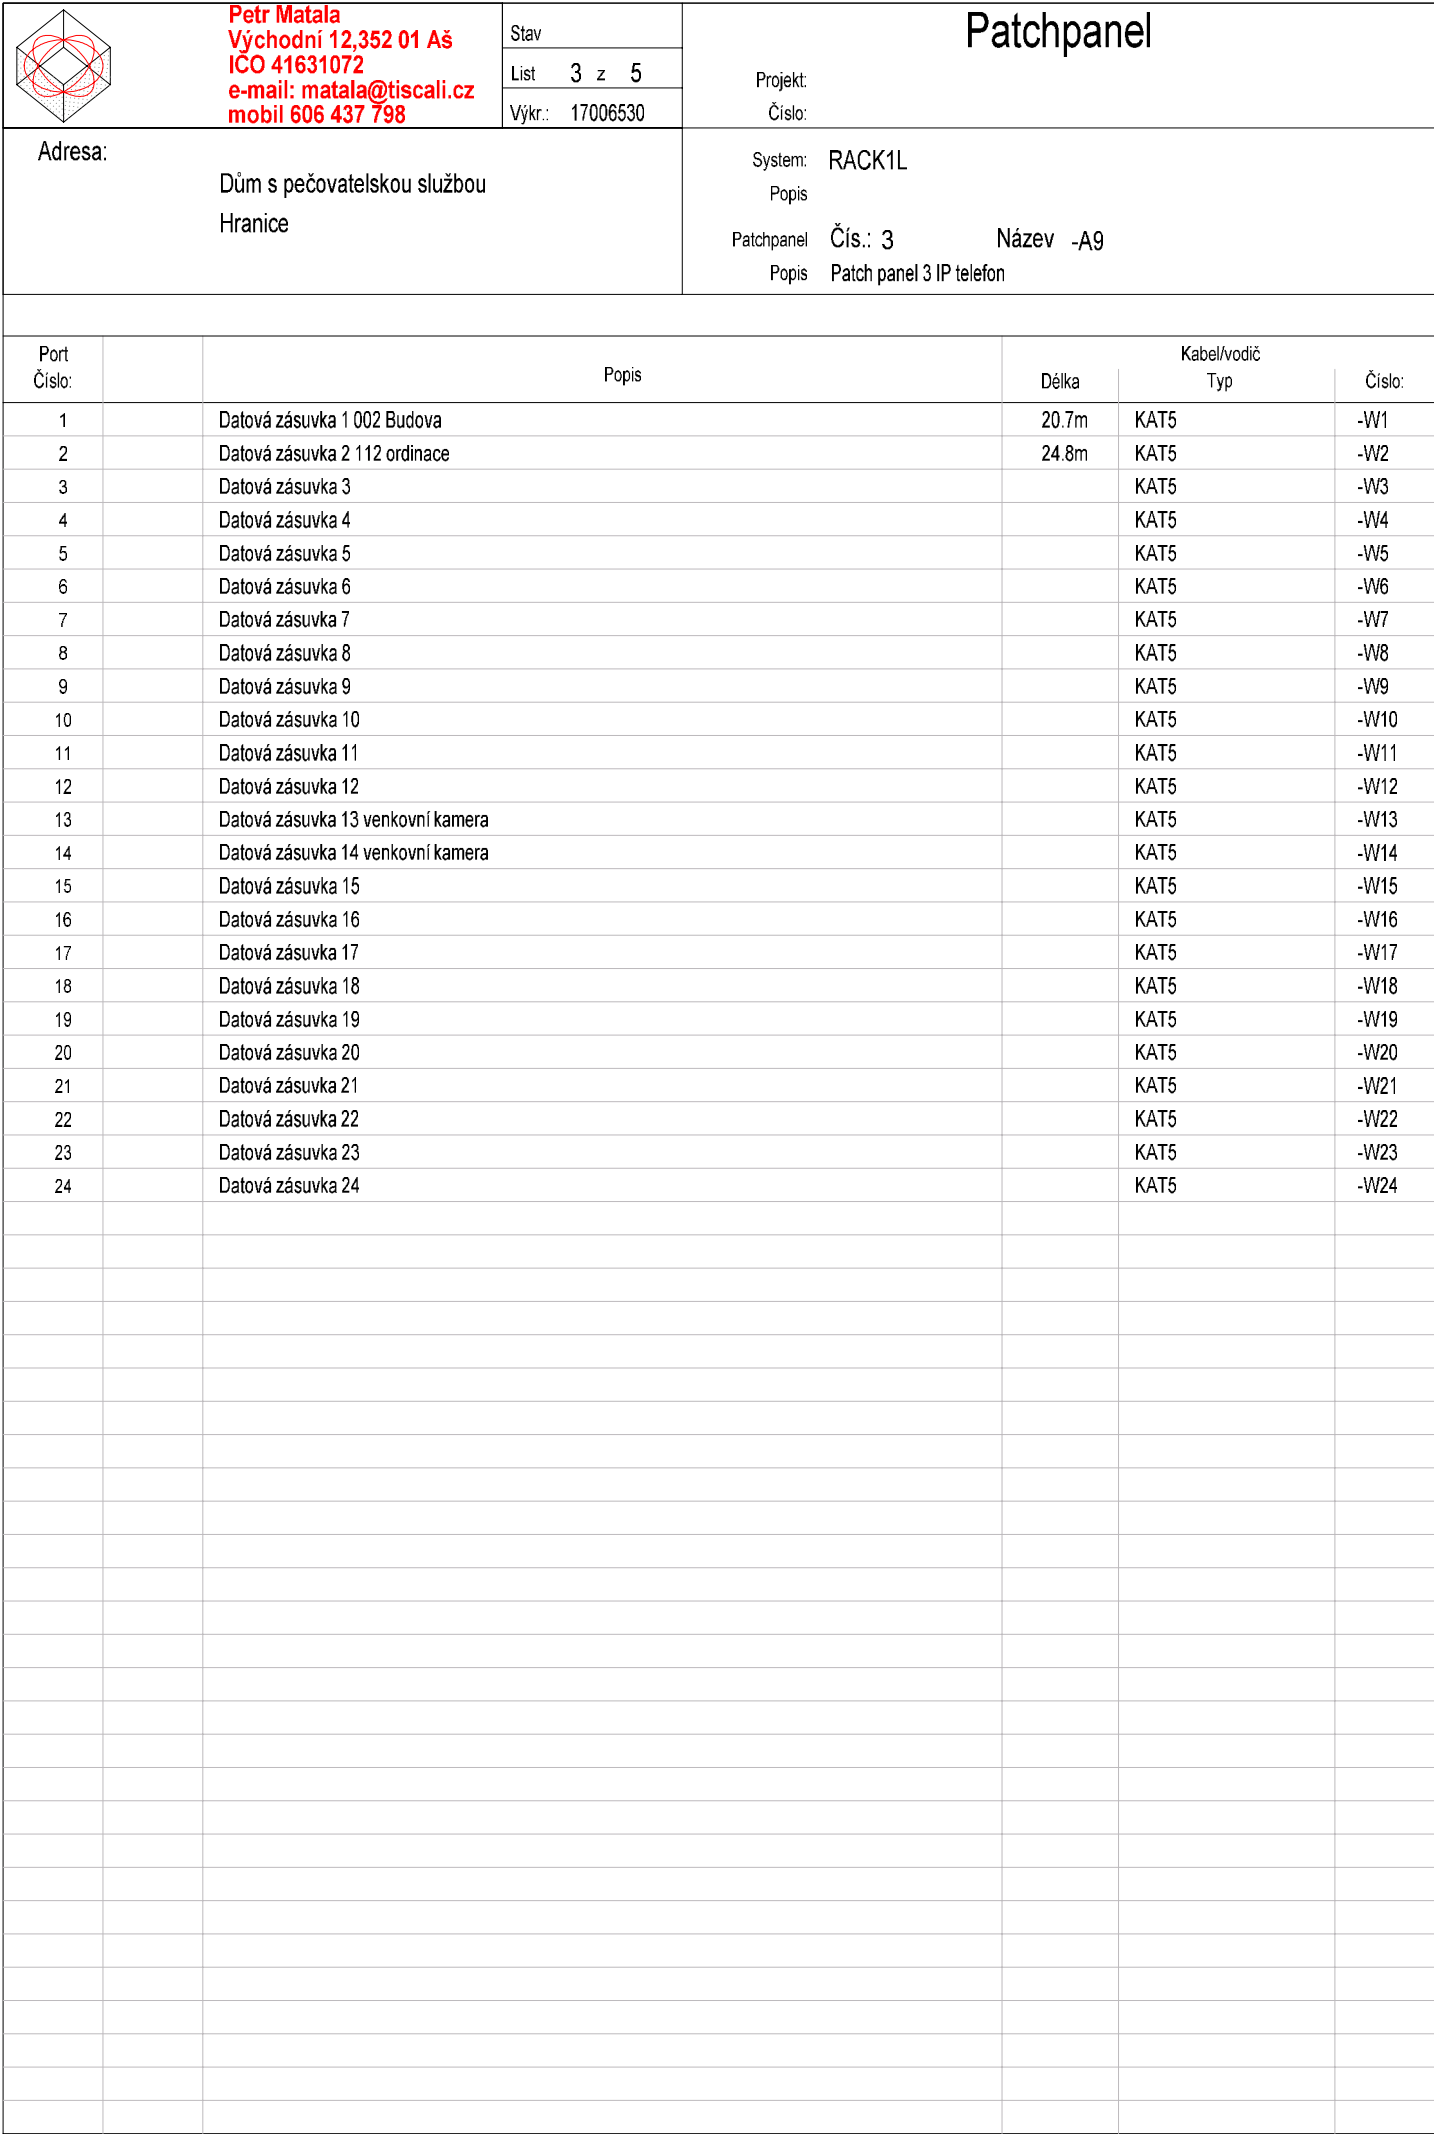 Petr Matala
Východní 12,352 01 Aš
IČO 41631072
e-mail: matala@tiscali.cz
mobil 606 437 798
Stav
List 3 z 5
Výkr.: 17006530
Patchpanel
Projekt:
Číslo:
Adresa:
Dům s pečovatelskou službou
Hranice
System: RACK1L
Popis
Patchpanel Čís.: 3 Název -A9
Popis Patch panel 3 IP telefon
Port Číslo: Popis Kabel/vodič
Délka Typ Číslo:
1 Datová zásuvka 1 002 Budova 20.7m KAT5 -W1
2 Datová zásuvka 2 112 ordinace 24.8m KAT5 -W2
3 Datová zásuvka 3 KAT5 -W3
4 Datová zásuvka 4 KAT5 -W4
5 Datová zásuvka 5 KAT5 -W5
6 Datová zásuvka 6 KAT5 -W6
7 Datová zásuvka 7 KAT5 -W7
8 Datová zásuvka 8 KAT5 -W8
9 Datová zásuvka 9 KAT5 -W9
10 Datová zásuvka 10 KAT5 -W10
11 Datová zásuvka 11 KAT5 -W11
12 Datová zásuvka 12 KAT5 -W12
13 Datová zásuvka 13 venkovní kamera KAT5 -W13
14 Datová zásuvka 14 venkovní kamera KAT5 -W14
15 Datová zásuvka 15 KAT5 -W15
16 Datová zásuvka 16 KAT5 -W16
17 Datová zásuvka 17 KAT5 -W17
18 Datová zásuvka 18 KAT5 -W18
19 Datová zásuvka 19 KAT5 -W19
20 Datová zásuvka 20 KAT5 -W20
21 Datová zásuvka 21 KAT5 -W21
22 Datová zásuvka 22 KAT5 -W22
23 Datová zásuvka 23 KAT5 -W23
24 Datová zásuvka 24 KAT5 -W24